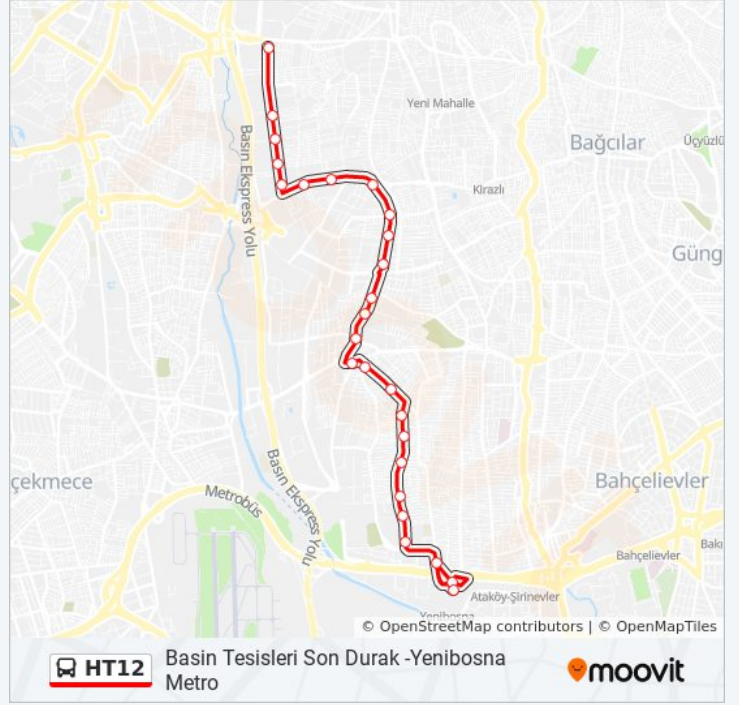 Yeni Mahalle
Bağcılar
Basın Ekspress Yolu
Kirazlı
Güng
çekmece
Metrobüs
Basın Ekspress Yolu
Bahçelievler
Bahçelievler
Bakı
Ataköy-Şirinevler
Yenibosna
© OpenStreetMap contributors | © OpenMapTiles
HT12
Basin Tesisleri Son Durak -Yenibosna
Metro
moovit